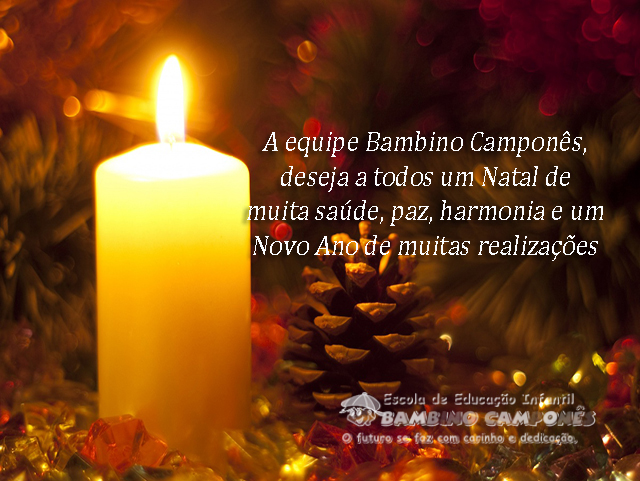 A equipe Bambino Camponês,
deseja a todos um Natal de
muita saúde, paz, harmonia e um
Novo Ano de muitas realizações
Escola de Educação Infantil
BAMBINO CAMPONÊS
O futuro se faz com carinho e dedicação.